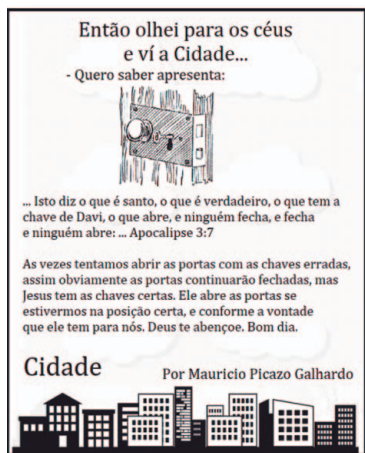 Então olhei para os céus
e ví a Cidade...
- Quero saber apresenta:
... Isto diz o que é santo, o que é verdadeiro, o que tem a
chave de Davi, o que abre, e ninguém fecha, e fecha
e ninguém abre: ... Apocalipse 3:7
As vezes tentamos abrir as portas com as chaves erradas,
assim obviamente as portas continuarão fechadas, mas
Jesus tem as chaves certas. Ele abre as portas se
estivermos na posição certa, e conforme a vontade
que ele tem para nós. Deus te abençoe. Bom dia.
Cidade
Por Mauricio Picazo Galhardo